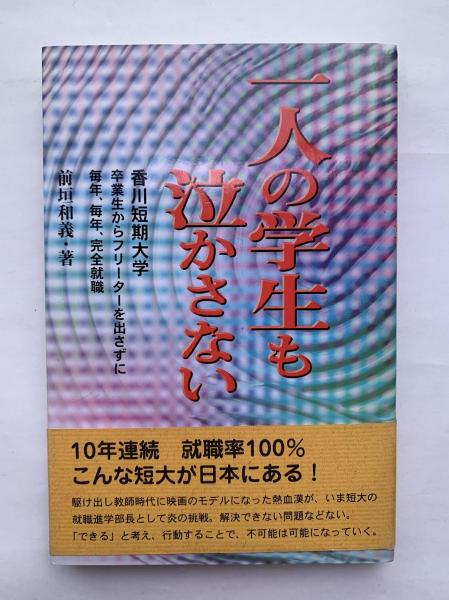 一人の学生も
泣かさない
香川短期大学
卒業生からフリーターを出さずに
毎年、毎年、完全就職
前垣和義・著
10年連続 就職率100%
こんな短大が日本にある!
駆け出し教師時代に映画のモデルになった熱血漢が、いま短大の
就職進学部長として炎の挑戦。解決できない問題などない。
「できる」と考え、行動することで、不可能は可能になっていく。